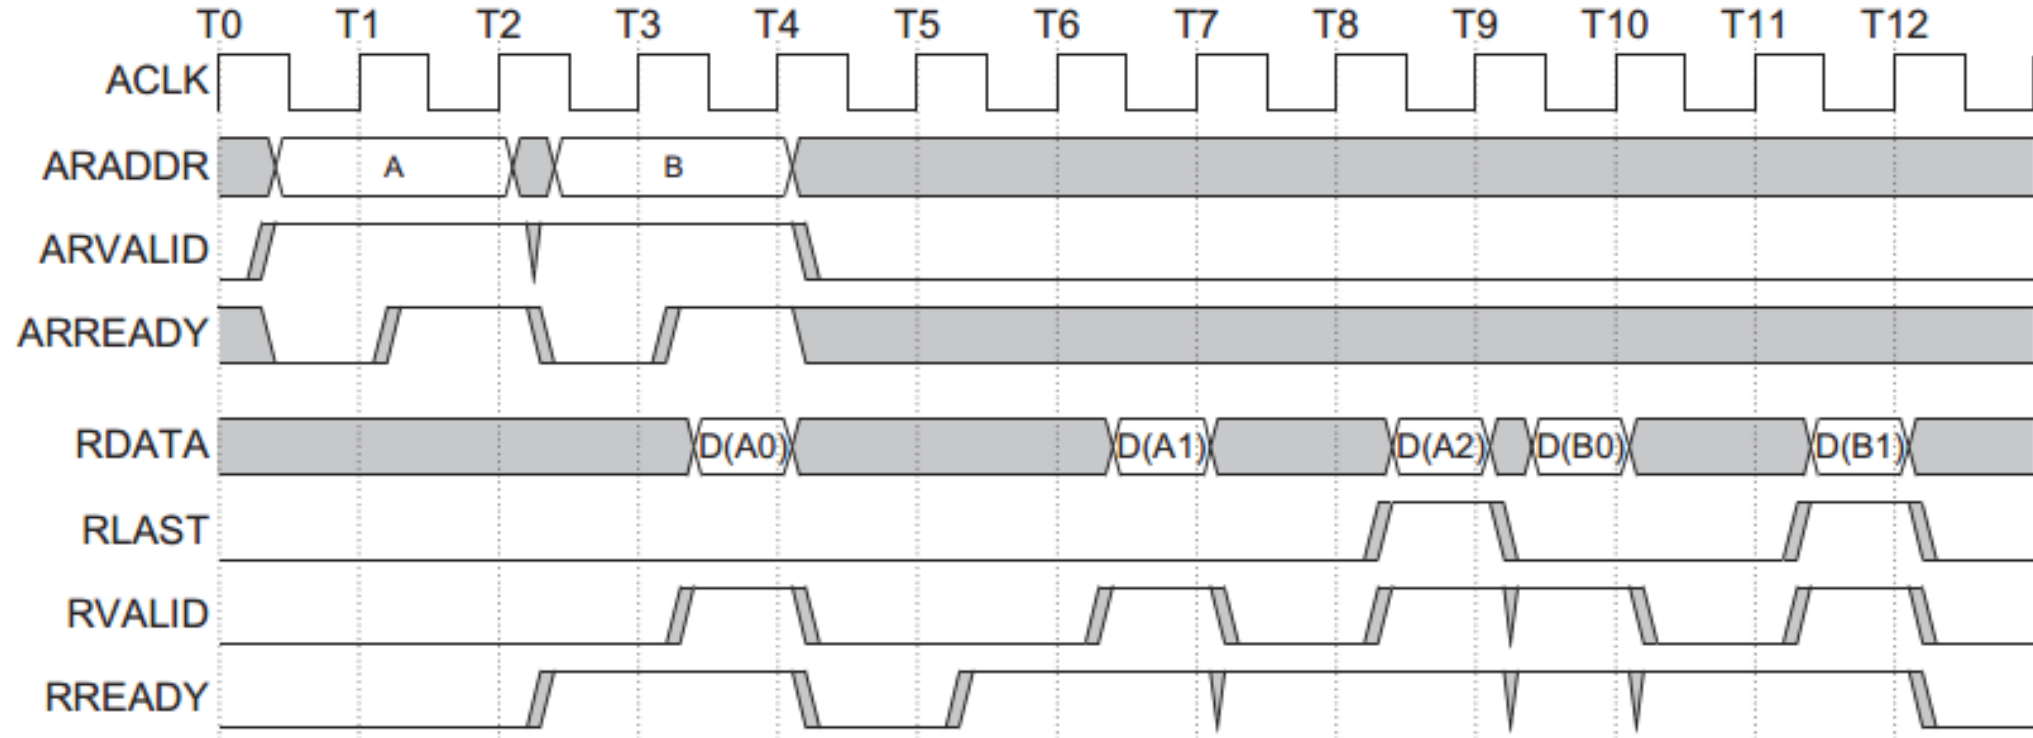 T0 T1 T2 T3 T4 T5 T6 T7 T8 T9 T10 T11 T12
ACLK
ARADDR A B
ARVALID
ARREADY
RDATA D(A0) D(A1) D(A2) D(B0) D(B1)
RLAST
RVALID
RREADY